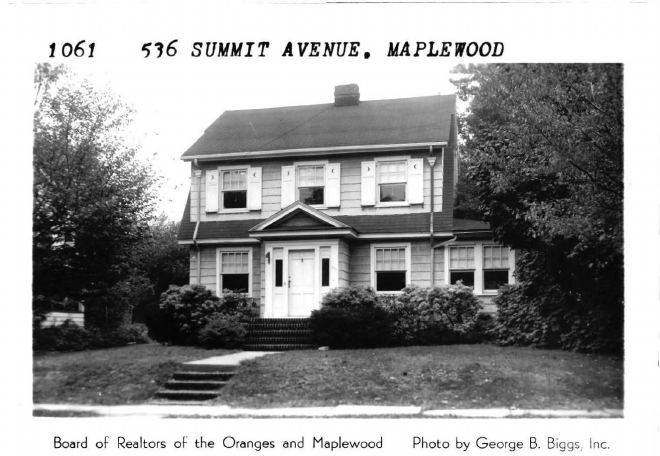 1061 536 SUMMIT AVENUE, MAPLEWOOD
Board of Realtors of the Oranges and Maplewood Photo by George B. Biggs, Inc.